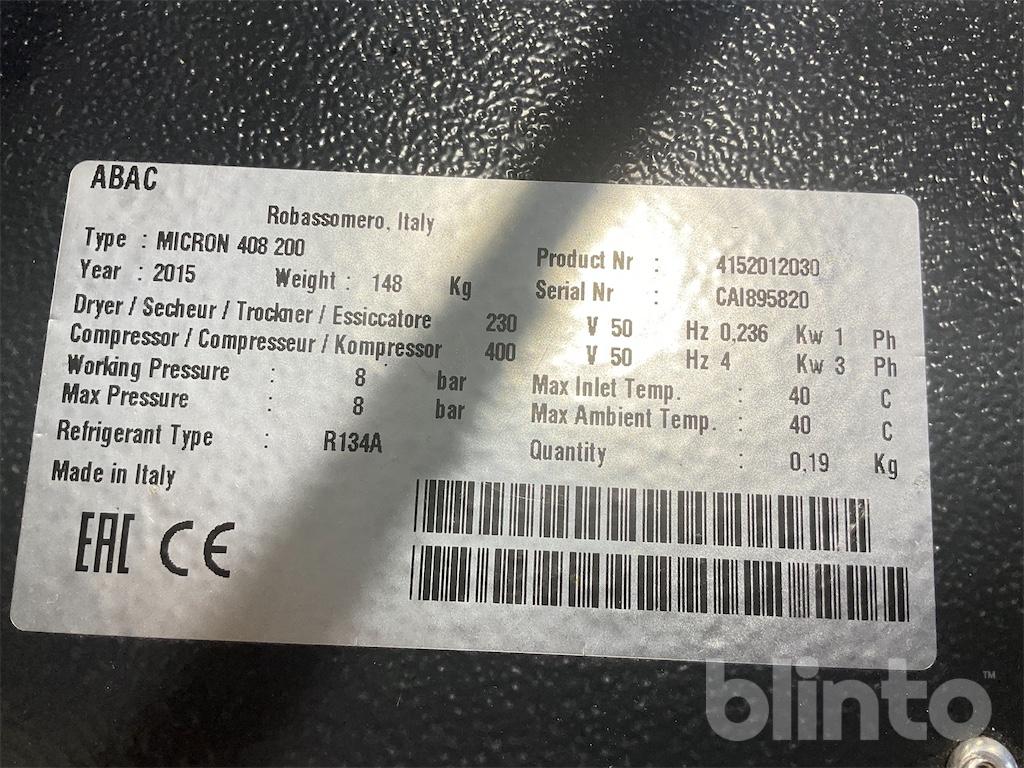 ABAC
Robassomero, Italy
Type : MICRON 408 200
Product Nr : 4152012030
Year : 2015 Weight : 148 Kg
Serial Nr : CAI895820
Dryer / Secheur / Trockner / Essiccatore 230 V 50 Hz 0,236 Kw 1 Ph
Compressor / Compresseur / Kompressor 400 V 50 Hz 4 Kw 3 Ph
Working Pressure : 8 bar
Max Inlet Temp. : 40 C
Max Pressure : 8 bar
Max Ambient Temp. : 40 C
Refrigerant Type : R134A
Quantity : 0,19 Kg
Made in Italy
EAC CE
blinto™